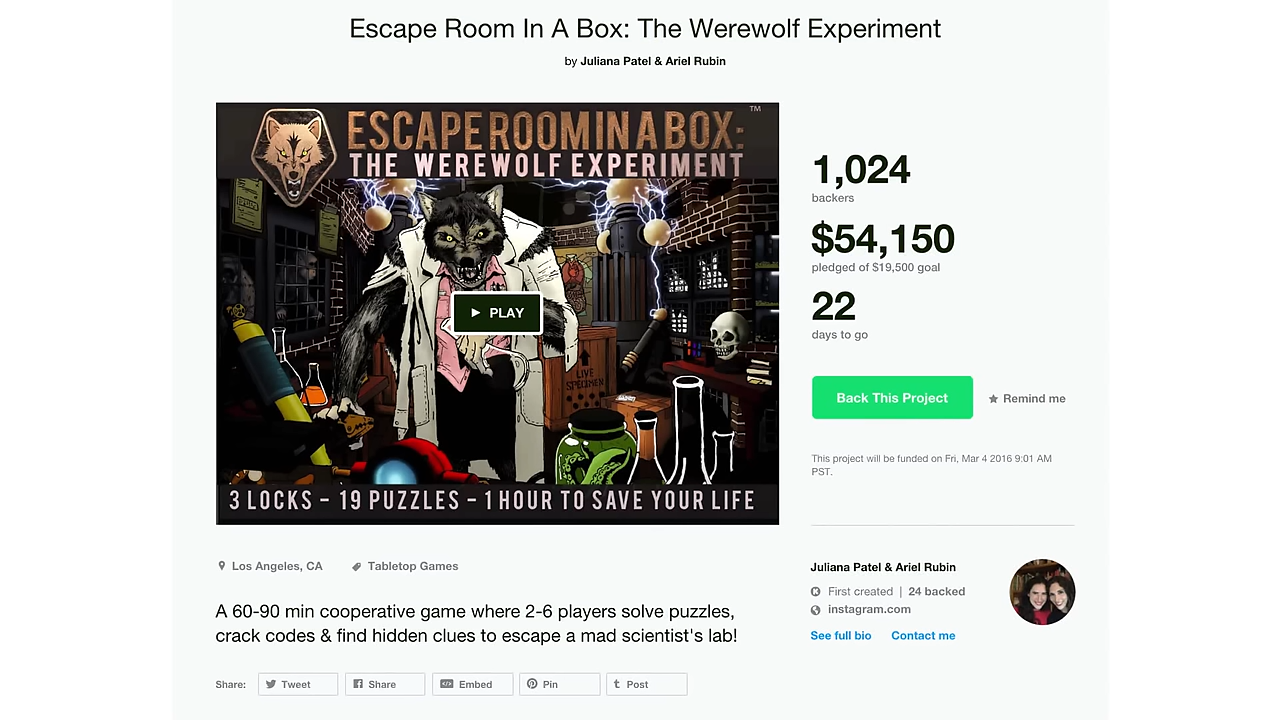 Escape Room In A Box: The Werewolf Experiment
by Juliana Patel & Ariel Rubin
ESCAPE ROOM IN A BOX:
TM
THE WEREWOLF EXPERIMENT
PLAY
LIVE
SPECIMEN
3 LOCKS - 19 PUZZLES - 1 HOUR TO SAVE YOUR LIFE
1,024
backers
$54,150
pledged of $19,500 goal
22
days to go
Back This Project
Remind me
This project will be funded on Fri, Mar 4 2016 9:01 AM
PST.
Los Angeles, CA
Tabletop Games
A 60-90 min cooperative game where 2-6 players solve puzzles,
crack codes & find hidden clues to escape a mad scientist's lab!
Juliana Patel & Ariel Rubin
First created | 24 backed
instagram.com
See full bio
Contact me
Share:
Tweet
Share
Embed
Pin
Post